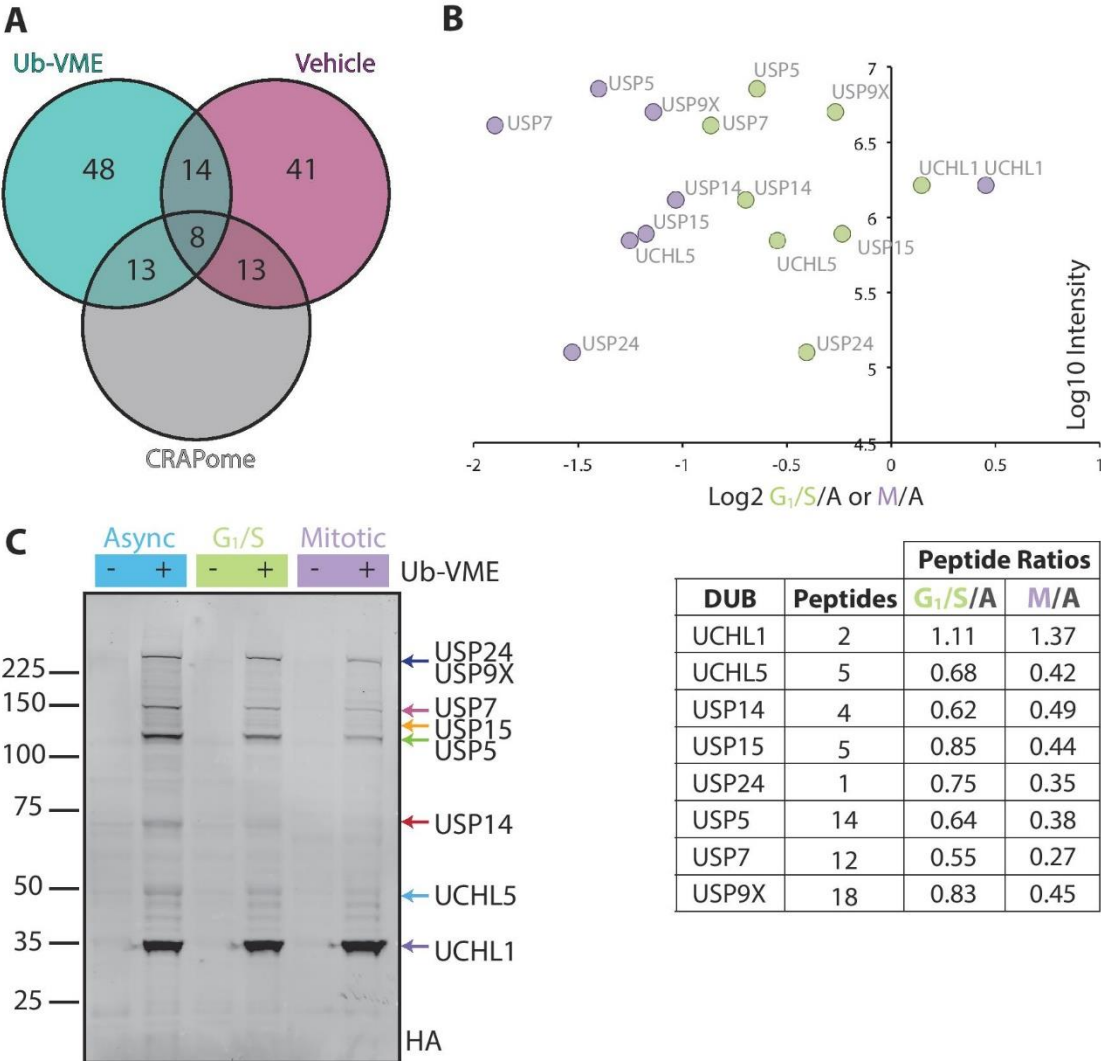 A
Ub-VME Vehicle
48 14 41
8
13 13
CRAPome
B
7
6.5
6
5.5
5
4.5
-2 -1.5 -1 -0.5 0 0.5 1
Log10 Intensity
Log2 G1/S/A or M/A
USP5 USP5
USP9X USP9X
USP7 USP7
UCHL1 UCHL1
USP14 USP14
USP15 USP15
UCHL5 UCHL5
USP24 USP24
C
Async G1/S Mitotic
- + - + - + Ub-VME
225
150
100
75
50
35
25
USP24
USP9X
USP7
USP15
USP5
USP14
UCHL5
UCHL1
HA
Peptide Ratios
DUB Peptides G1/S/A M/A
UCHL1 2 1.11 1.37
UCHL5 5 0.68 0.42
USP14 4 0.62 0.49
USP15 5 0.85 0.44
USP24 1 0.75 0.35
USP5 14 0.64 0.38
USP7 12 0.55 0.27
USP9X 18 0.83 0.45